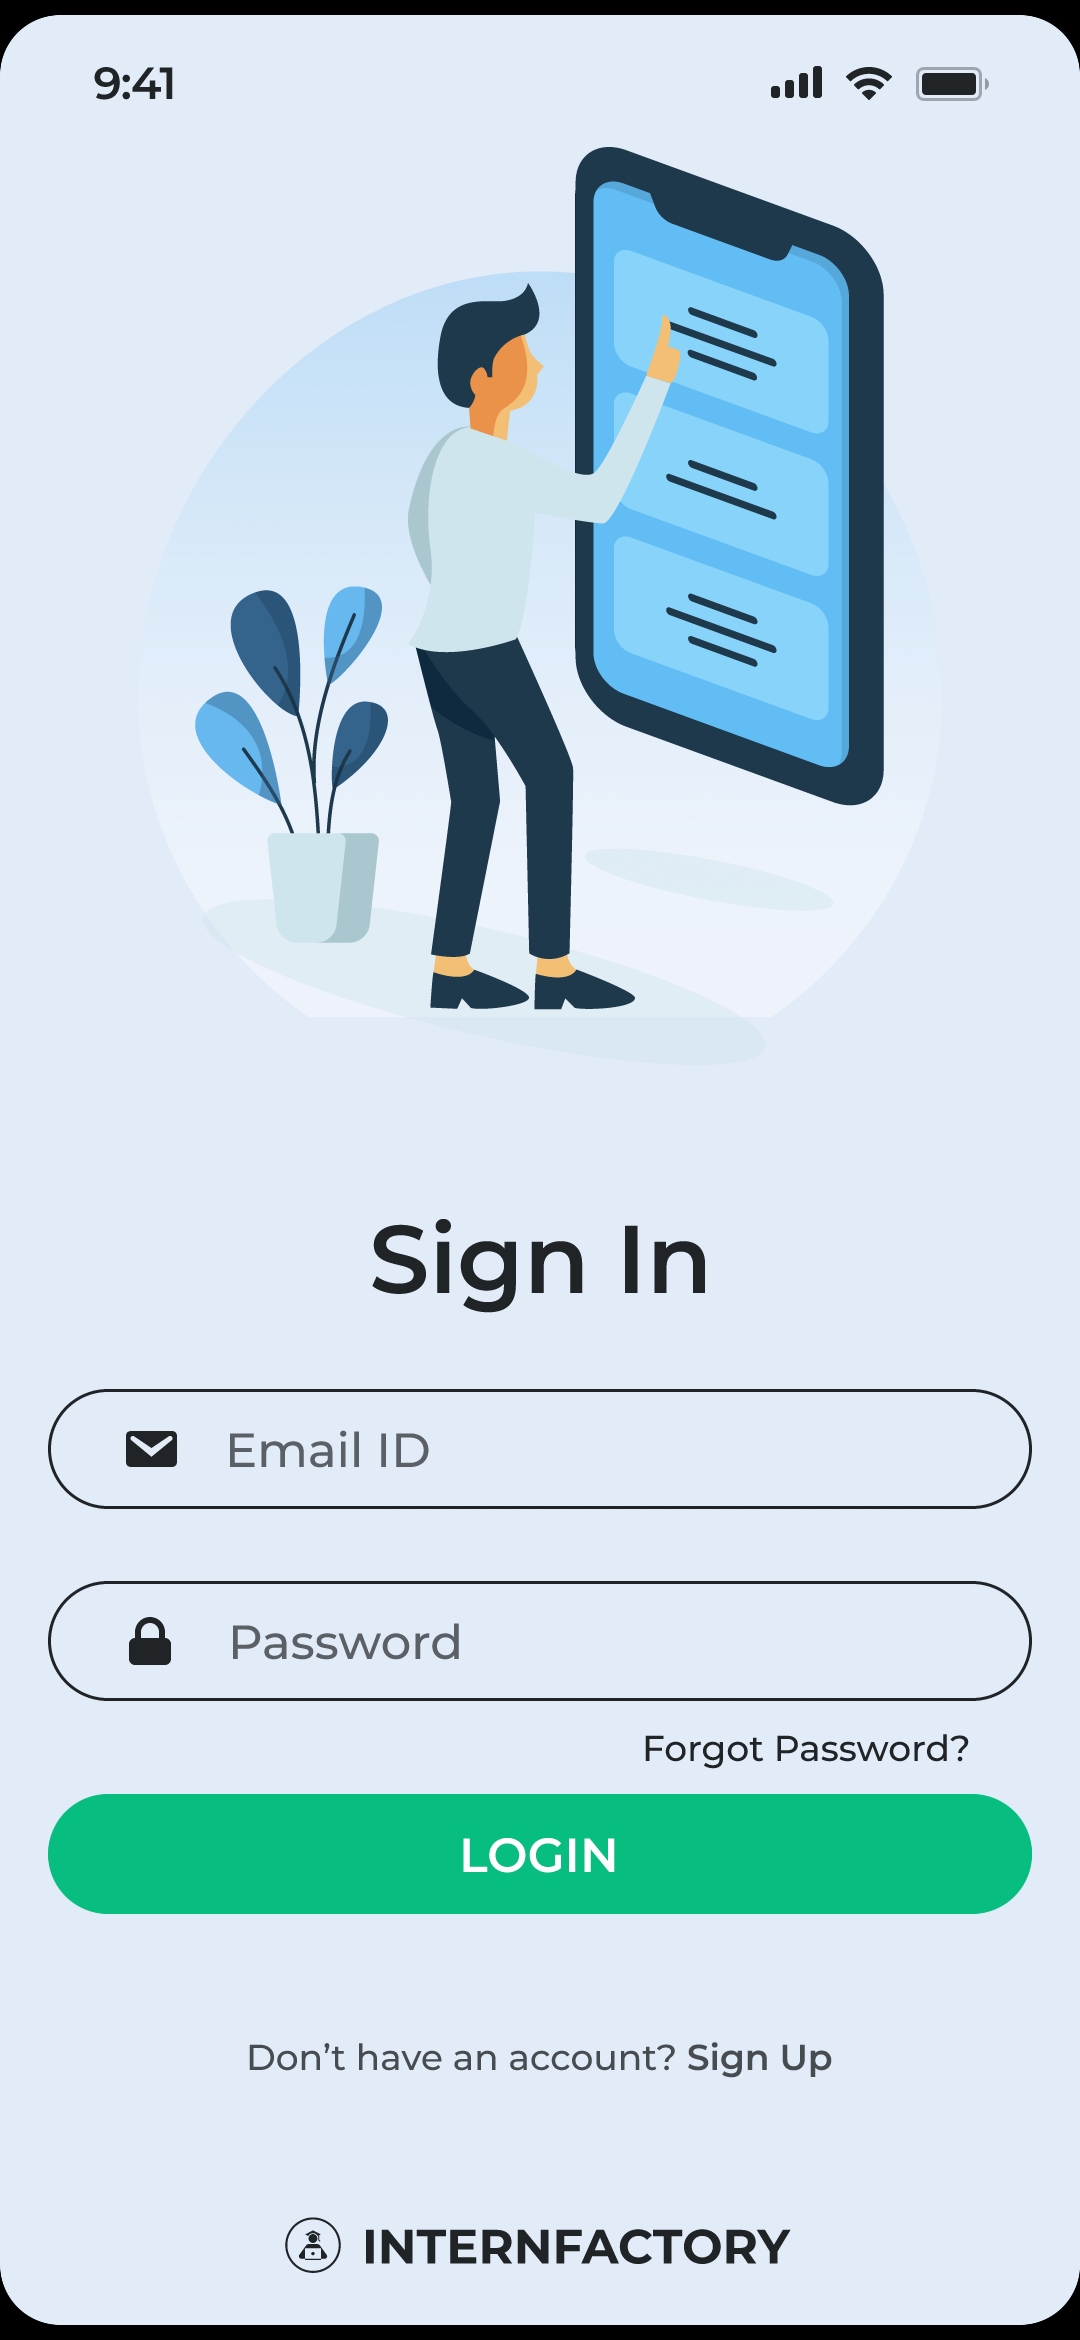 9:41
Sign In
Email ID
Password
Forgot Password?
LOGIN
Don’t have an account? Sign Up
INTERNFACTORY